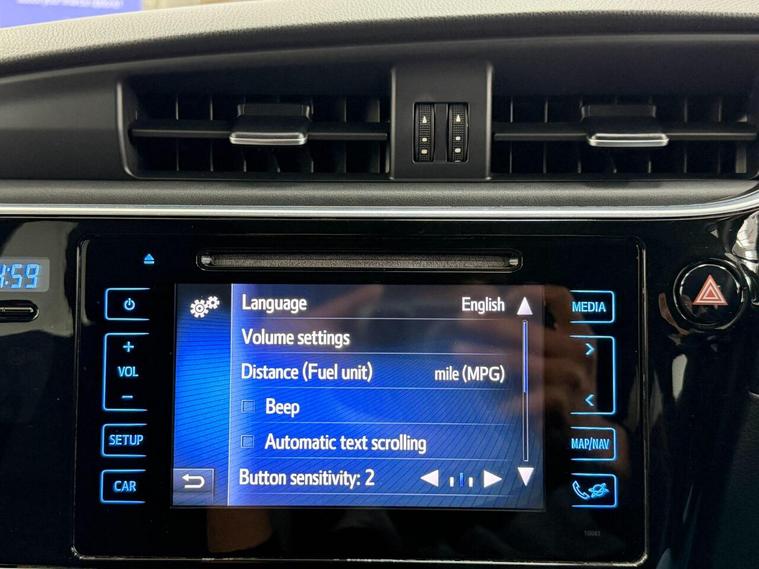 :59
Language English
Volume settings
Distance (Fuel unit) mile (MPG)
Beep
Automatic text scrolling
Button sensitivity: 2
+
VOL
−
SETUP
CAR
MEDIA
>
<
MAP/NAV